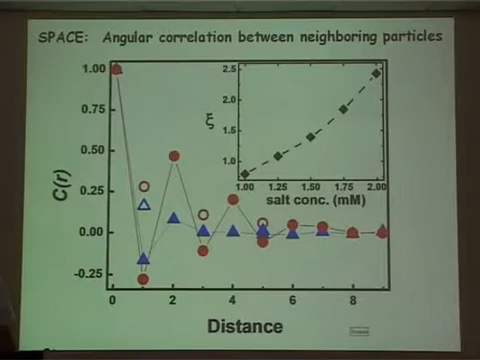 SPACE: Angular correlation between neighboring particles
1.00
0.75
0.50
0.25
0.00
-0.25
C(r)
0 2 4 6 8
Distance
2.5
2.0
1.5
1.0
ξ
1.00 1.25 1.50 1.75 2.00
salt conc. (mM)